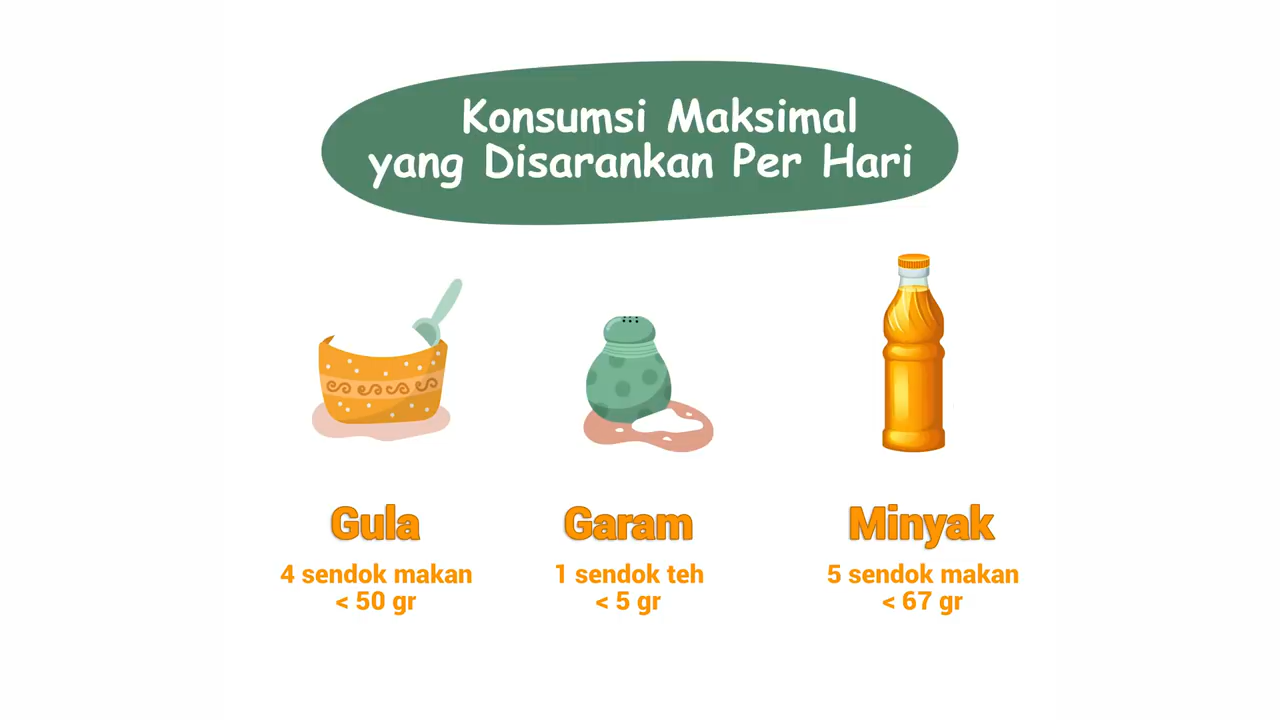 Konsumsi Maksimal
yang Disarankan Per Hari
Gula
4 sendok makan
< 50 gr
Garam
1 sendok teh
< 5 gr
Minyak
5 sendok makan
< 67 gr